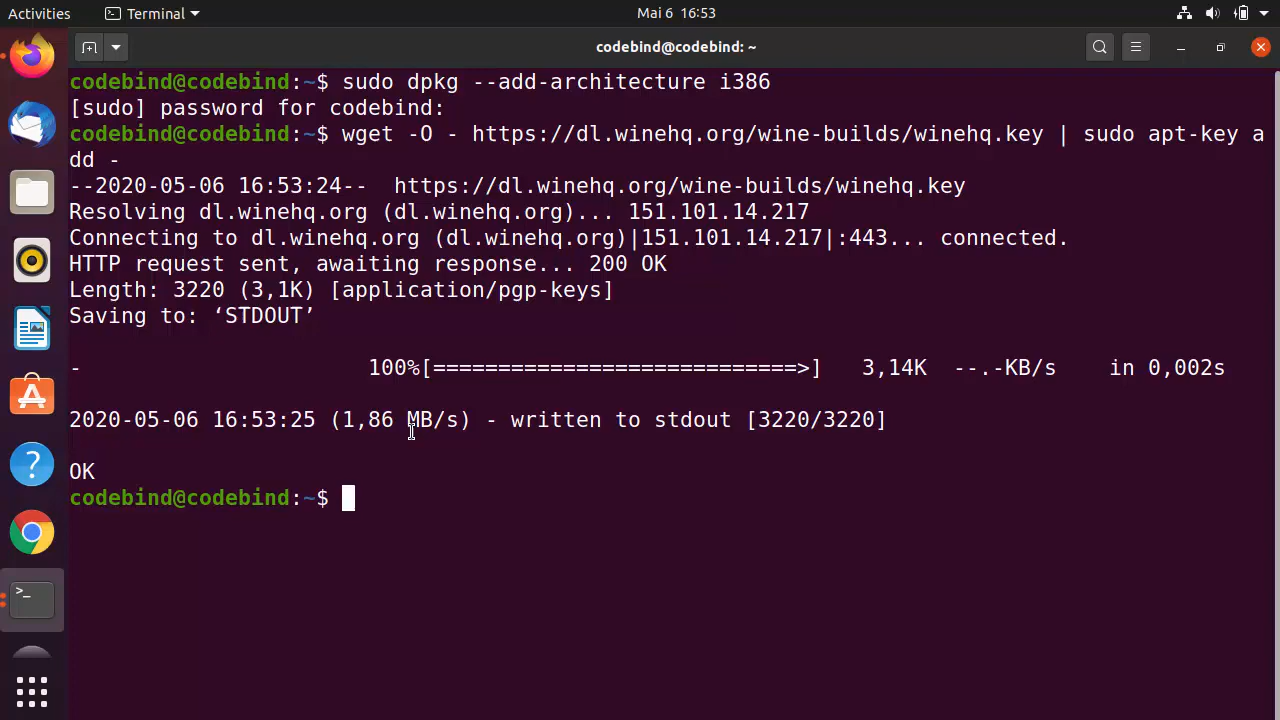 Activities
Terminal
Mai 6 16:53
codebind@codebind: ~
codebind@codebind:~$ sudo dpkg --add-architecture i386
[sudo] password for codebind:
codebind@codebind:~$ wget -O - https://dl.winehq.org/wine-builds/winehq.key | sudo apt-key a
dd -
--2020-05-06 16:53:24--  https://dl.winehq.org/wine-builds/winehq.key
Resolving dl.winehq.org (dl.winehq.org)... 151.101.14.217
Connecting to dl.winehq.org (dl.winehq.org)|151.101.14.217|:443... connected.
HTTP request sent, awaiting response... 200 OK
Length: 3220 (3,1K) [application/pgp-keys]
Saving to: ‘STDOUT’
-                      100%[============================>]   3,14K  --.-KB/s    in 0,002s
2020-05-06 16:53:25 (1,86 MB/s) - written to stdout [3220/3220]
OK
codebind@codebind:~$